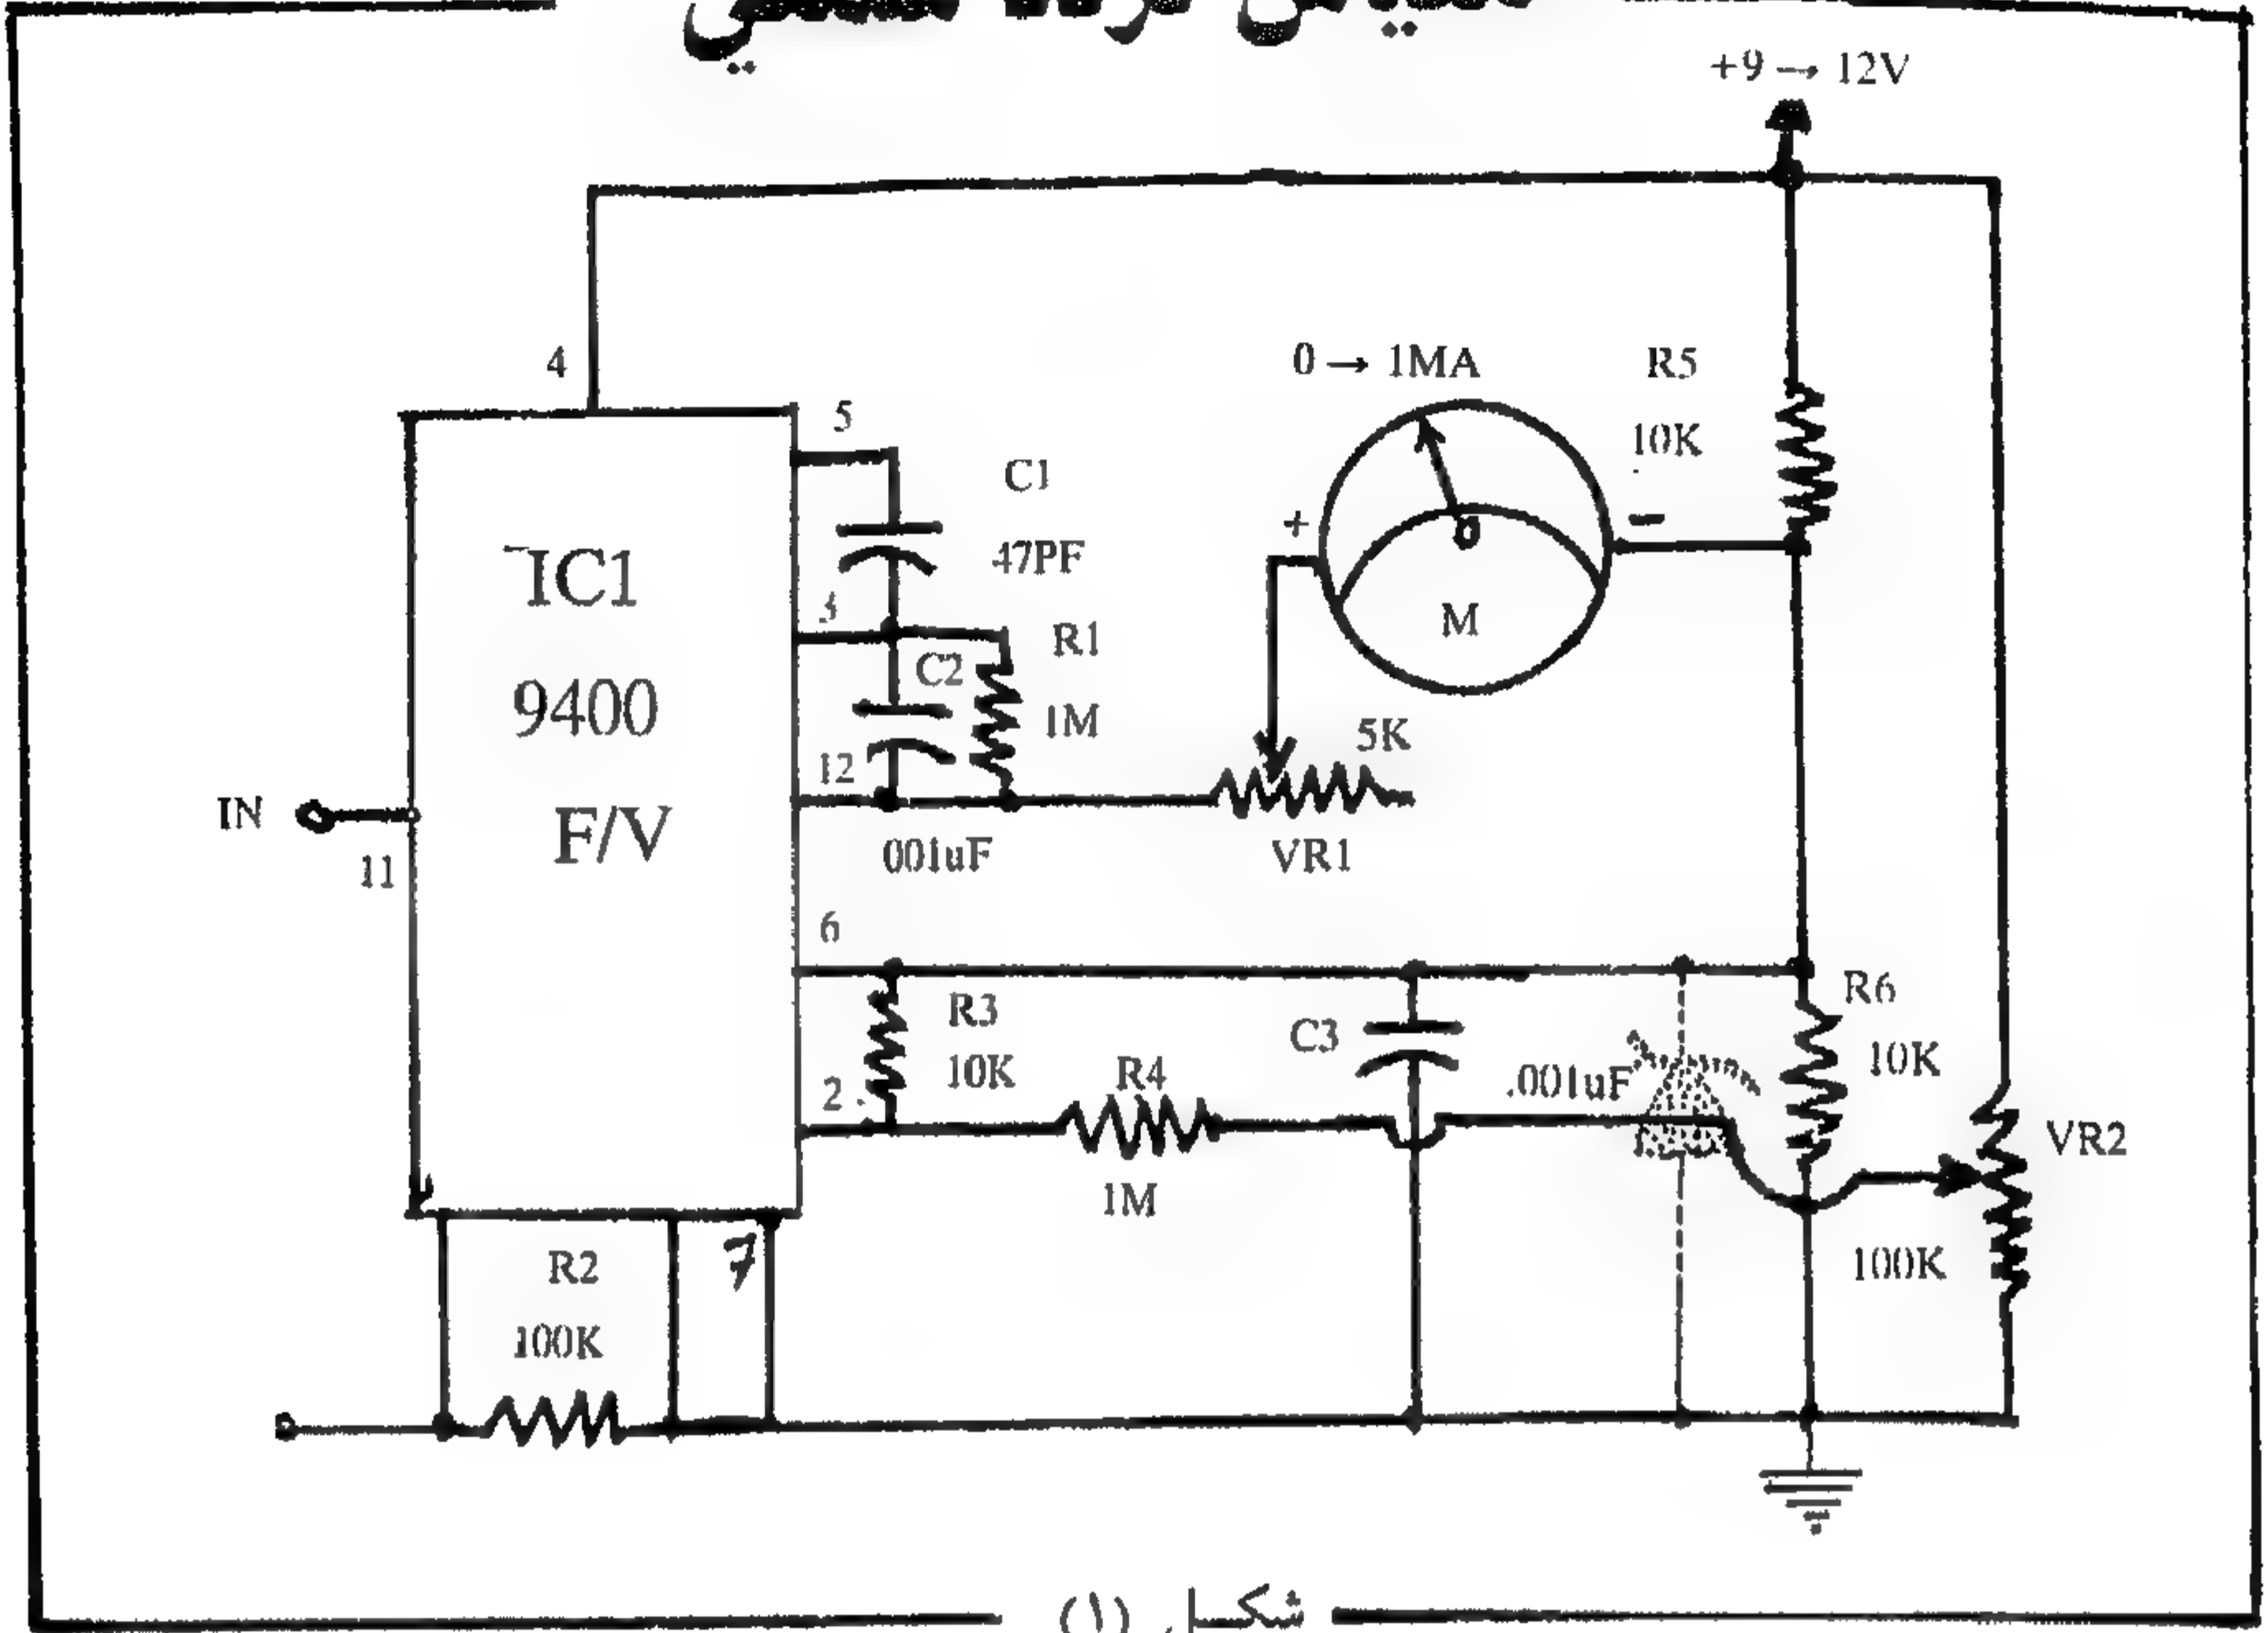 +9 → 12V
4
0 → 1MA
R5
10K
5
C1
47PF
+
-
IC1
9400
F/V
3
C2
R1
1M
M
12
5K
IN
11
001uF
VR1
6
R3
10K
C3
R6
10K
2
R4
1M
.001uF
VR2
100K
R2
100K
7
شكل (١)